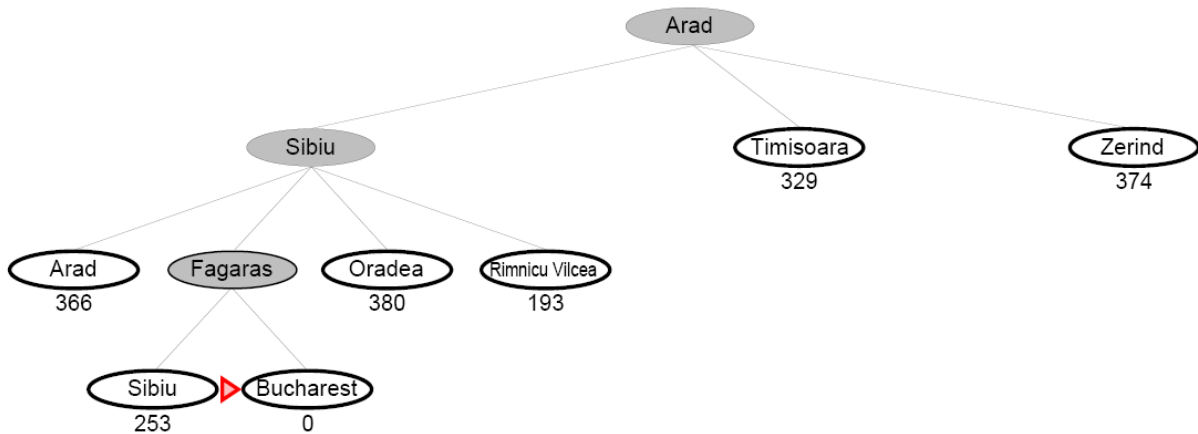 Arad
Sibiu
Timisoara
Zerind
329
374
Arad
Fagaras
Oradea
Rimnicu Vilcea
366
380
193
Sibiu
Bucharest
253
0